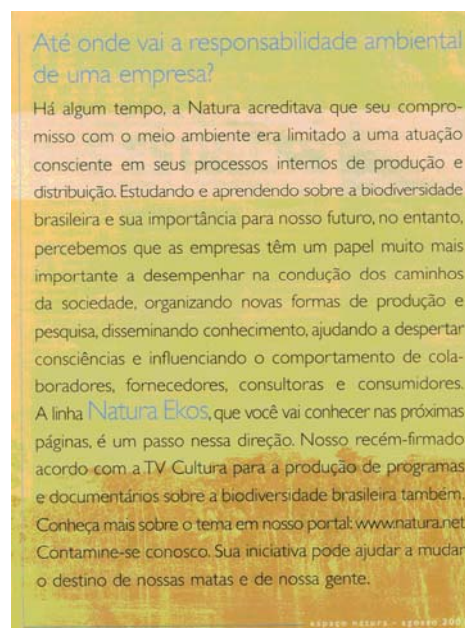 Até onde vai a responsabilidade ambiental
de uma empresa?
Há algum tempo, a Natura acreditava que seu compro-
misso com o meio ambiente era limitado a uma atuação
consciente em seus processos internos de produção e
distribuição. Estudando e aprendendo sobre a biodiversidade
brasileira e sua importância para nosso futuro, no entanto,
percebemos que as empresas têm um papel muito mais
importante a desempenhar na condução dos caminhos
da sociedade, organizando novas formas de produção e
pesquisa, disseminando conhecimento, ajudando a despertar
consciências e influenciando o comportamento de cola-
boradores, fornecedores, consultoras e consumidores.
A linha Natura Ekos, que você vai conhecer nas próximas
páginas, é um passo nessa direção. Nosso recém-firmado
acordo com a TV Cultura para a produção de programas
e documentários sobre a biodiversidade brasileira também.
Conheça mais sobre o tema em nosso portal: www.natura.net
Contamine-se conosco. Sua iniciativa pode ajudar a mudar
o destino de nossas matas e de nossa gente.
espaço natura - agosto